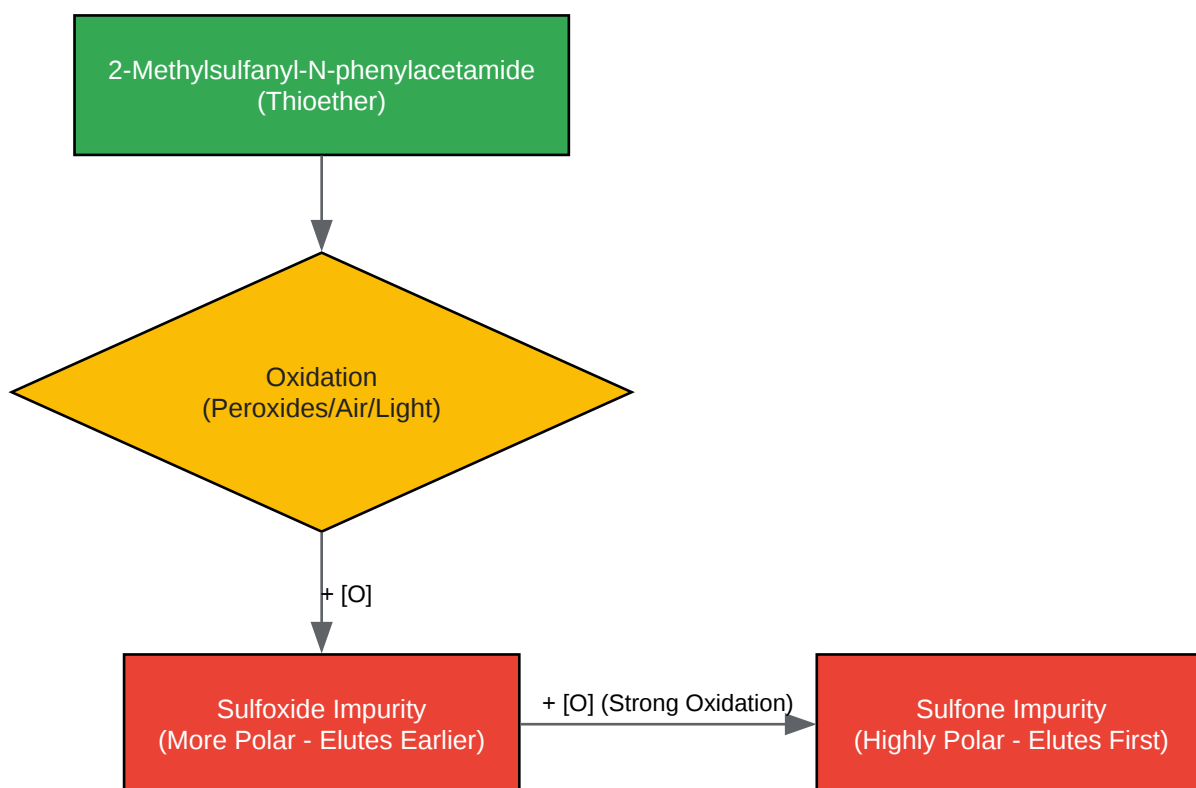 2-Methylsulfanyl-N-phenylacetamide
(Thioether)
Oxidation
(Peroxides/Air/Light)
+ [O]
Sulfoxide Impurity
(More Polar - Elutes Earlier)
+ [O] (Strong Oxidation)
Sulfone Impurity
(Highly Polar - Elutes First)